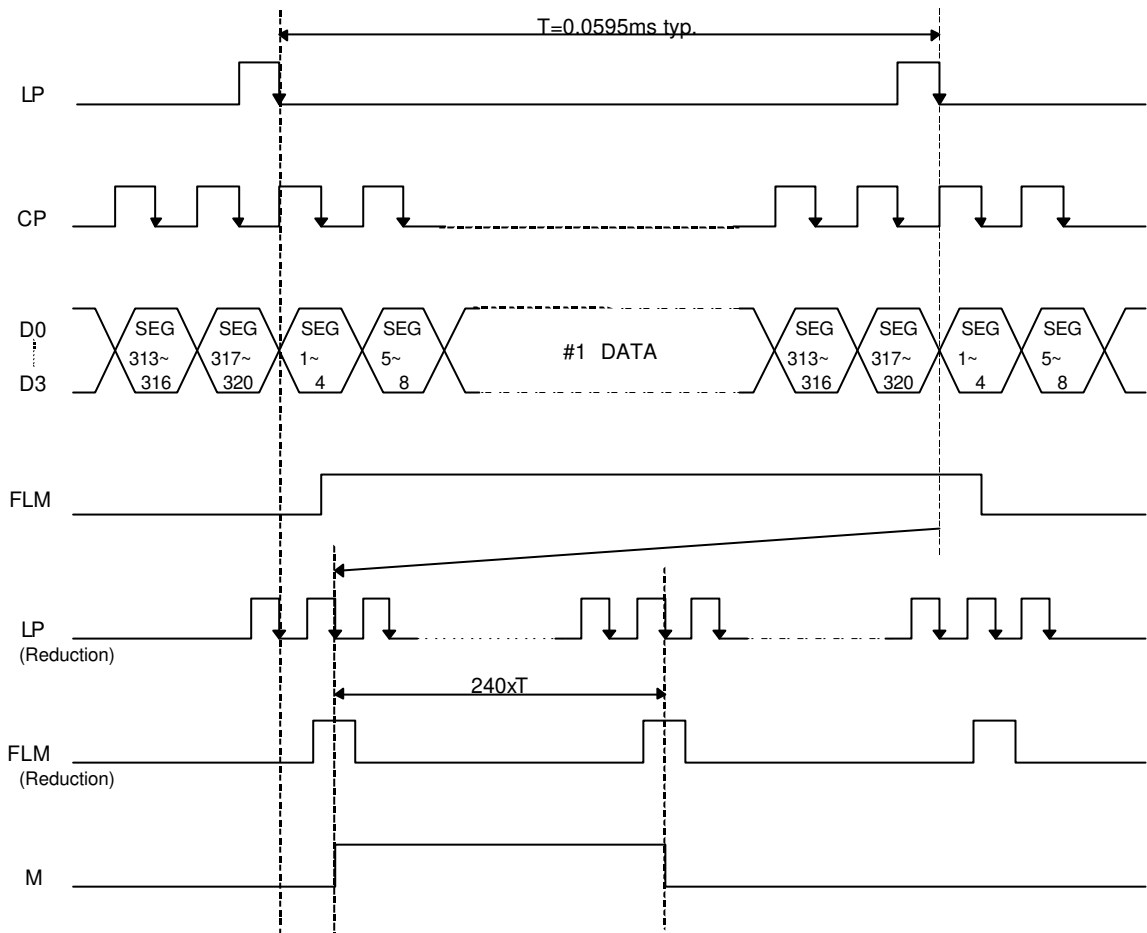 T=0.0595ms typ.
LP
CP
D0
D3
SEG 313~ 316
SEG 317~ 320
SEG 1~ 4
SEG 5~ 8
#1 DATA
SEG 313~ 316
SEG 317~ 320
SEG 1~ 4
SEG 5~ 8
FLM
LP
(Reduction)
240xT
FLM
(Reduction)
M